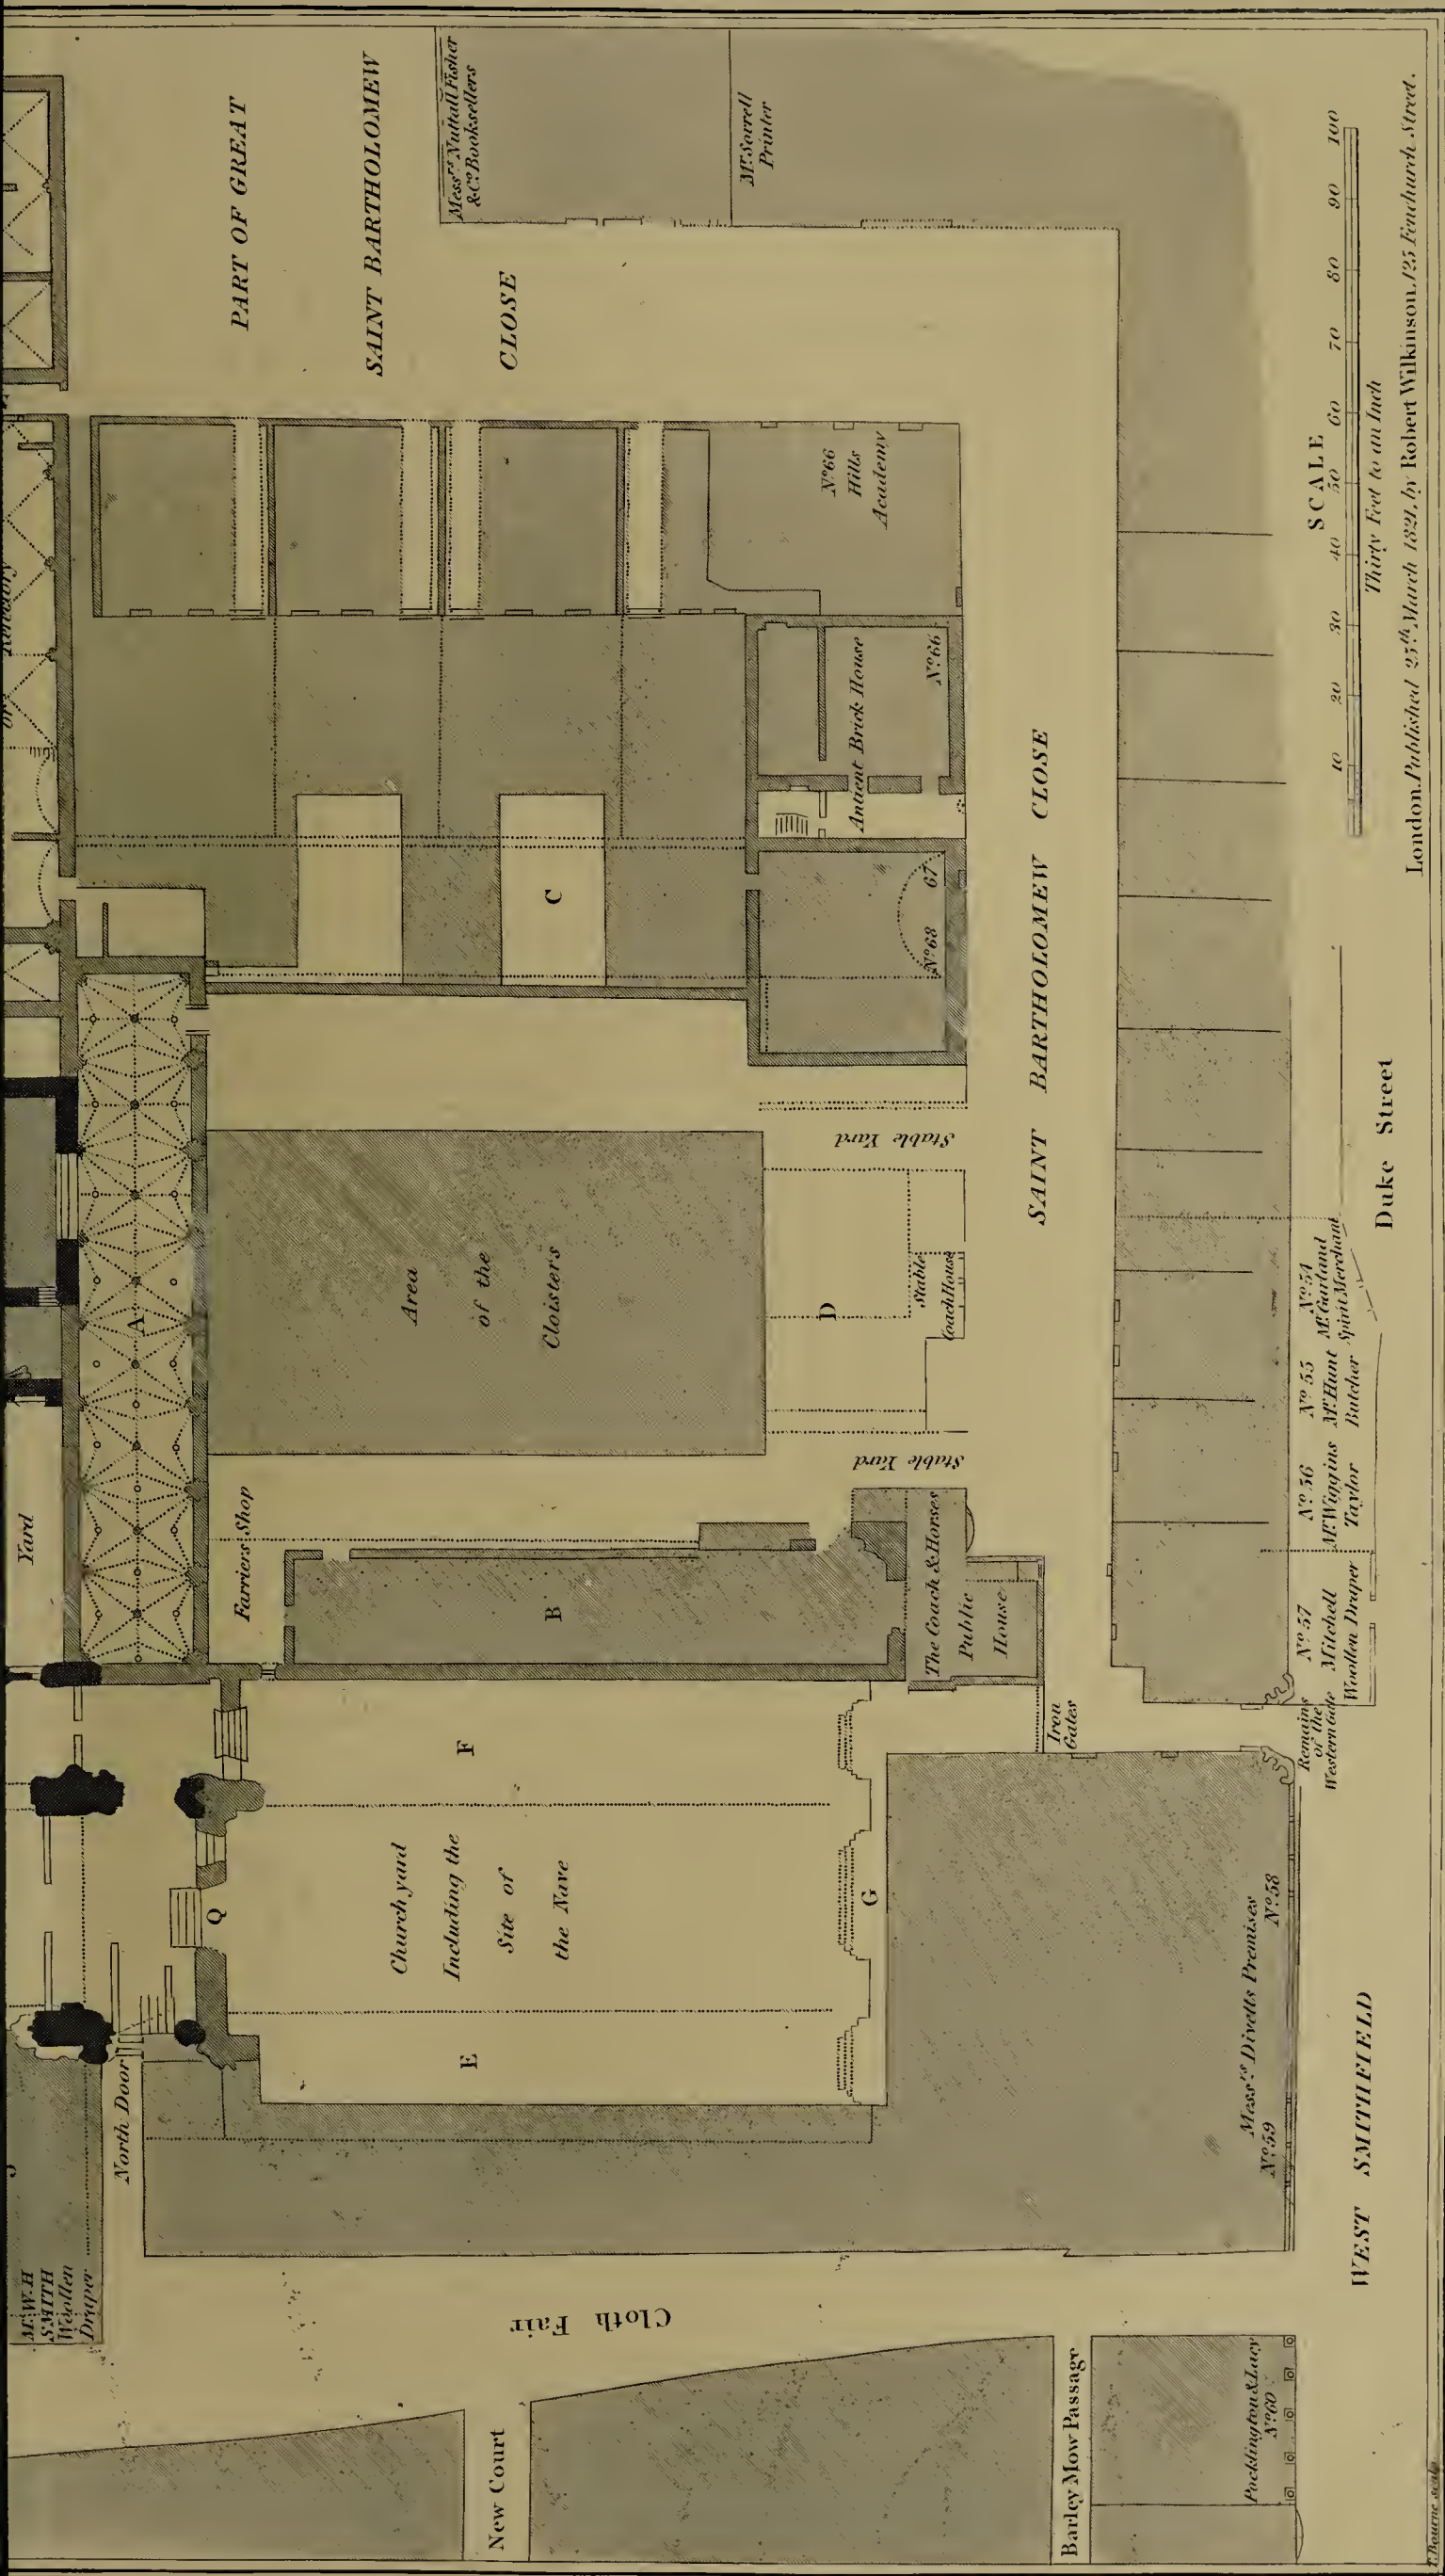 Yard
Refectory
or
PART OF GREAT
SAINT BARTHOLOMEW
CLOSE
Mess.rs Nuttall Fisher
& Co. Booksellers
Mr. Sorrell
Printer
A
Farriers Shop
Area
of the
Cloisters
C
No. 66
Hills
Academy
Antient Brick House
No. 66
No. 68
67
Stable Yard
D
Stable
Coach House
Stable Yard
B
The Coach & Horses
Public
House
SAINT BARTHOLOMEW CLOSE
F
Church yard
Including the
Site of
the Nave
Q
E
G
Iron
Gates
North Door
Mr. W. H
SMITH
Woollen
Draper
Cloth Fair
New Court
Barley Mow Passage
Pocklington & Lacy
No. 60
Mess.rs Divetts Premises
No. 59
No. 58
Remains
of the
Western Gate
No. 57
Mitchell
Woollen Draper
No. 56
Mr. Wiggins
Taylor
No. 55
Mr. Hunt
Butcher
No. 54
Mr. Garland
Spirit Merchant
WEST SMITHFIELD
Duke Street
SCALE
10 20 30 40 50 60 70 80 90 100
Thirty Feet to an Inch
London, Published 25th March 1821, by Robert Wilkinson, 125 Fenchurch Street.
Bourne sculp.